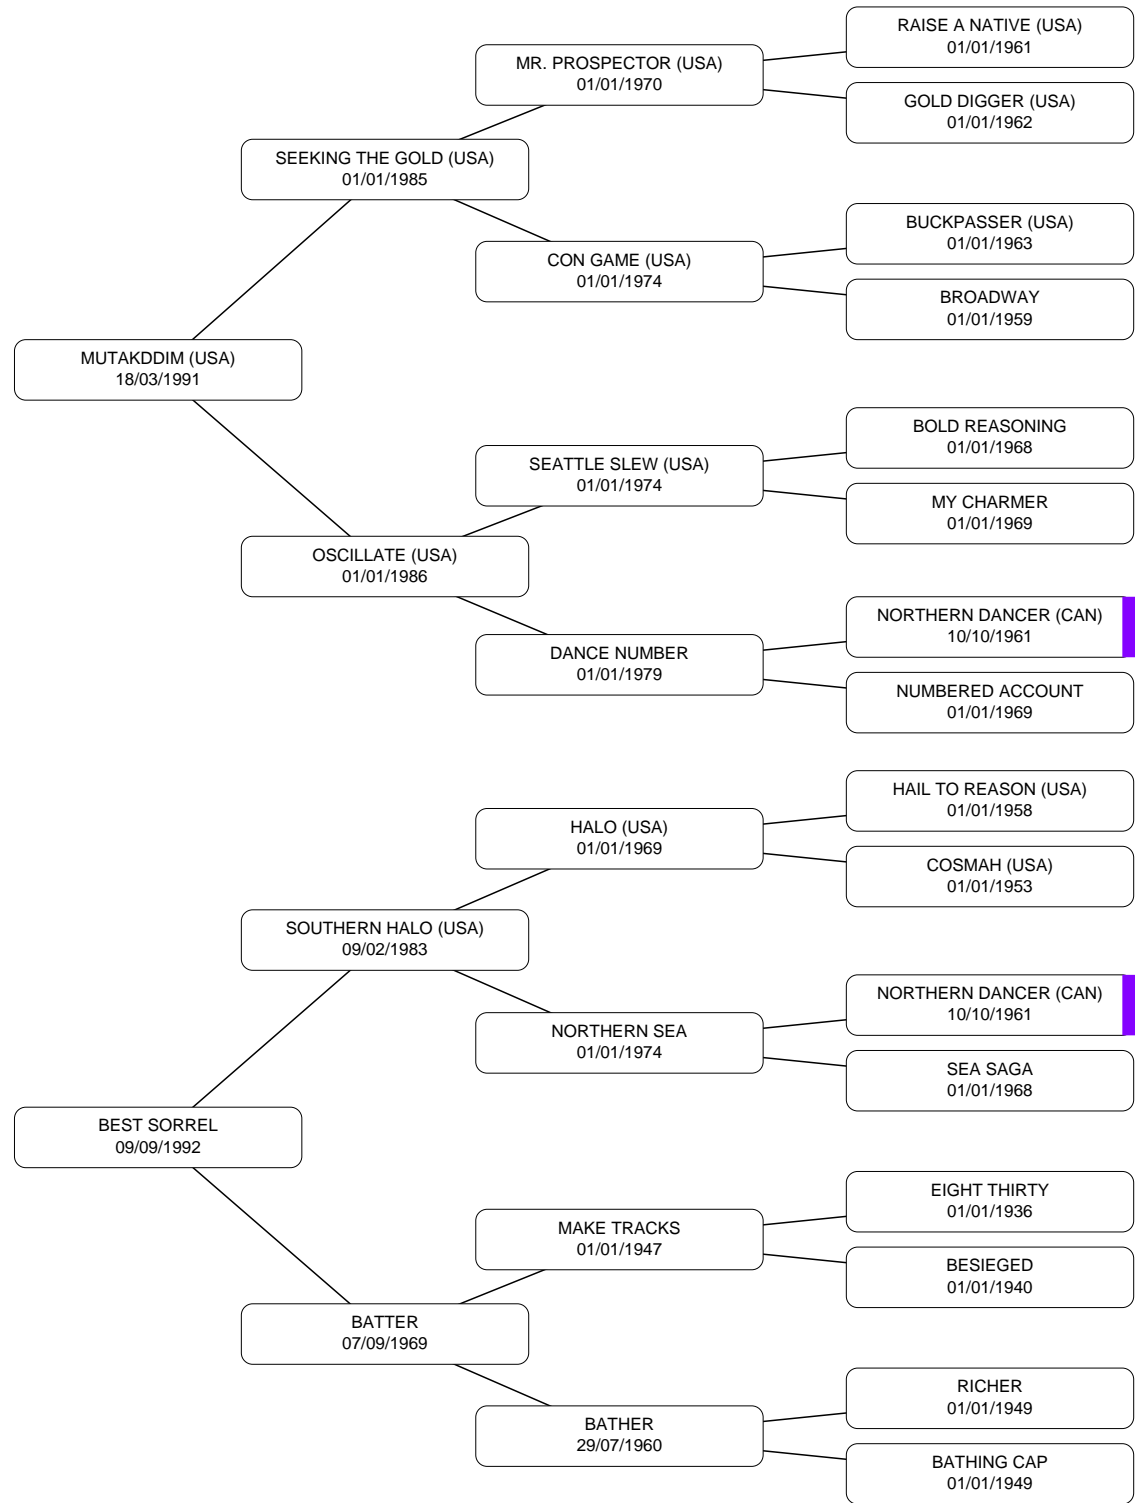 RAISE A NATIVE (USA)
01/01/1961
MR. PROSPECTOR (USA)
01/01/1970
GOLD DIGGER (USA)
01/01/1962
SEEKING THE GOLD (USA)
01/01/1985
BUCKPASSER (USA)
01/01/1963
CON GAME (USA)
01/01/1974
BROADWAY
01/01/1959
MUTAKDDIM (USA)
18/03/1991
BOLD REASONING
01/01/1968
SEATTLE SLEW (USA)
01/01/1974
MY CHARMER
01/01/1969
OSCILLATE (USA)
01/01/1986
NORTHERN DANCER (CAN)
10/10/1961
DANCE NUMBER
01/01/1979
NUMBERED ACCOUNT
01/01/1969
HAIL TO REASON (USA)
01/01/1958
HALO (USA)
01/01/1969
COSMAH (USA)
01/01/1953
SOUTHERN HALO (USA)
09/02/1983
NORTHERN DANCER (CAN)
10/10/1961
NORTHERN SEA
01/01/1974
SEA SAGA
01/01/1968
BEST SORREL
09/09/1992
EIGHT THIRTY
01/01/1936
MAKE TRACKS
01/01/1947
BESIEGED
01/01/1940
BATTER
07/09/1969
RICHER
01/01/1949
BATHER
29/07/1960
BATHING CAP
01/01/1949